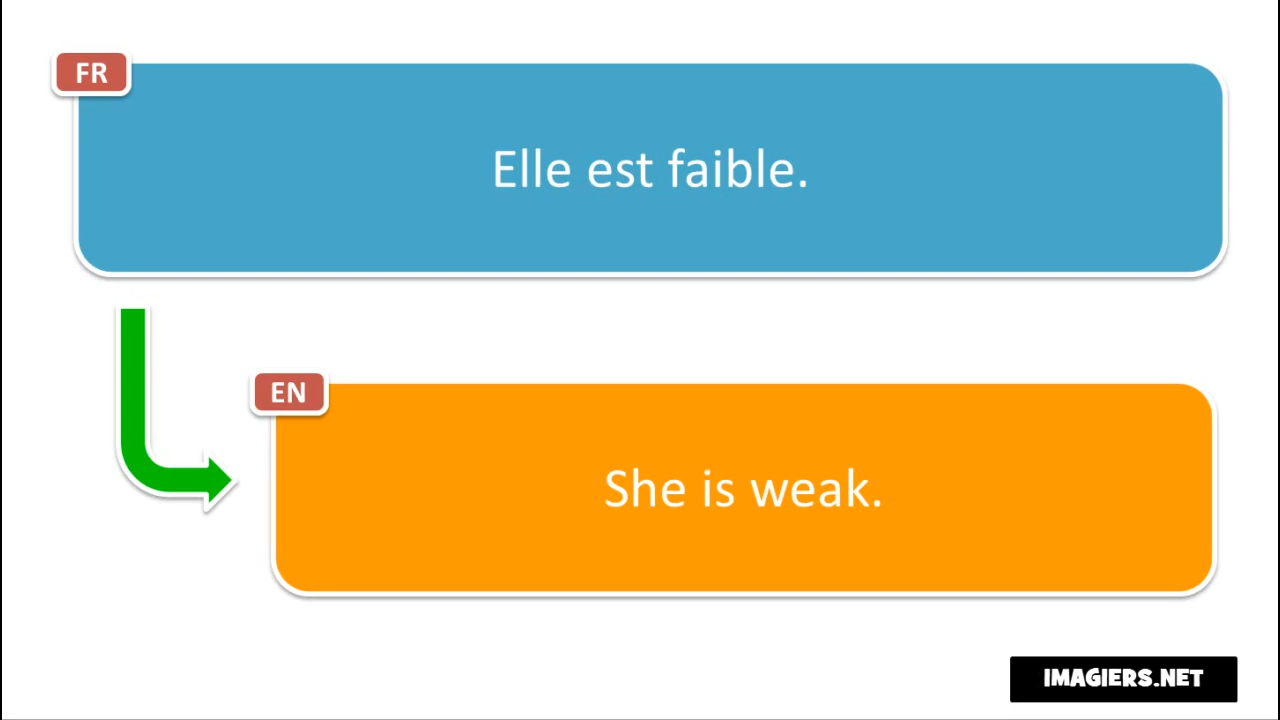 FR
Elle est faible.
EN
She is weak.
IMAGIERS.NET